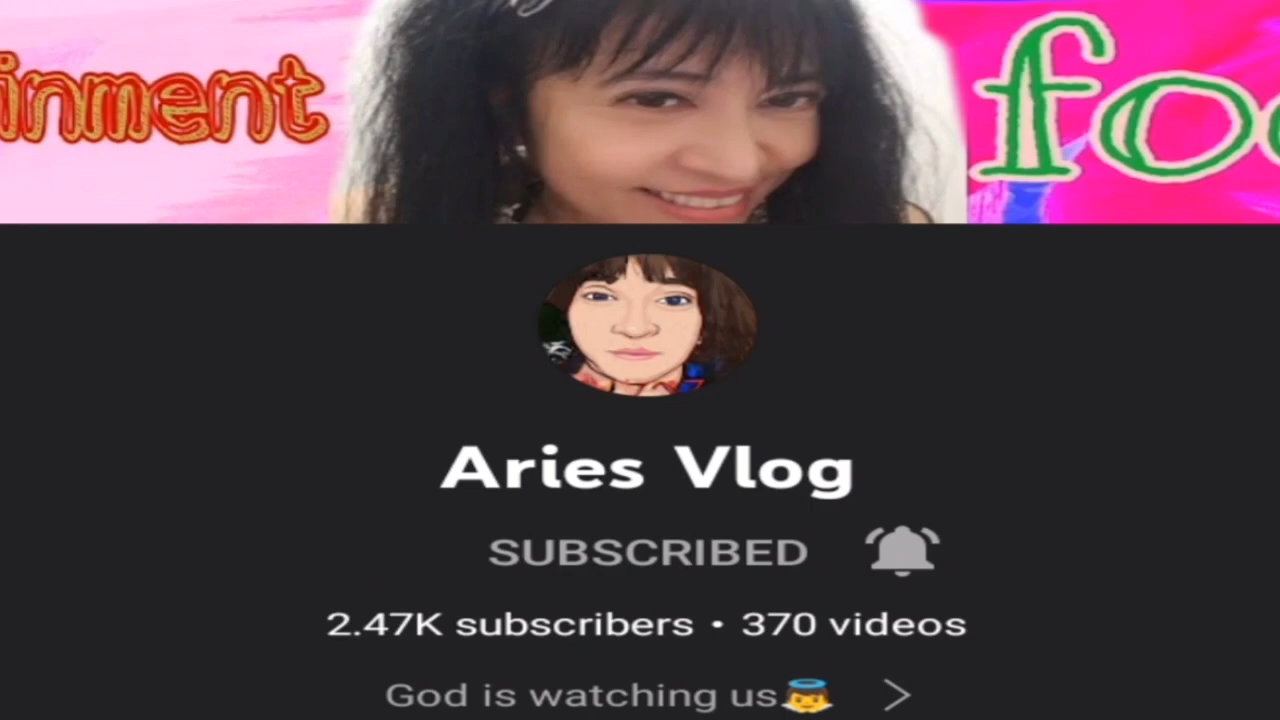 inment
fo
Aries Vlog
SUBSCRIBED
2.47K subscribers • 370 videos
God is watching us👼